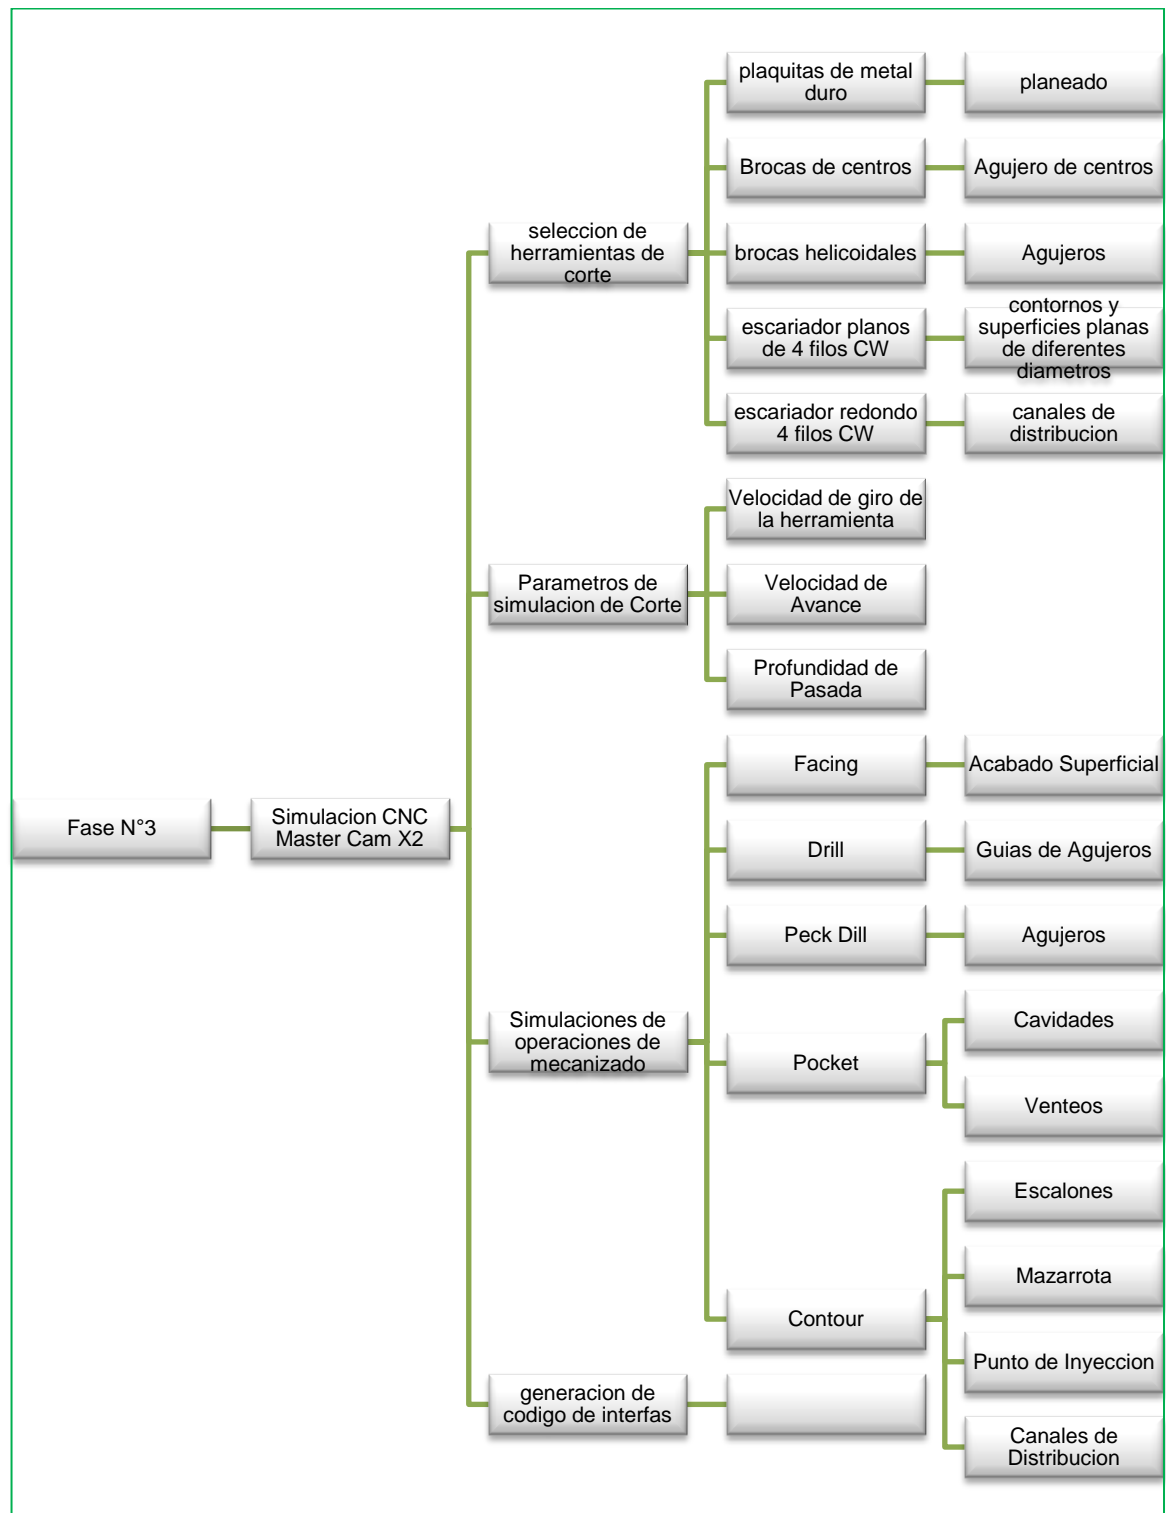 Fase N°3
Simulacion CNC
Master Cam X2
seleccion de
herramientas de
corte
plaquitas de metal
duro
planeado
Brocas de centros
Agujero de centros
brocas helicoidales
Agujeros
escariador planos
de 4 filos CW
contornos y
superficies planas
de diferentes
diametros
escariador redondo
4 filos CW
canales de
distribucion
Parametros de
simulacion de Corte
Velocidad de giro de
la herramienta
Velocidad de
Avance
Profundidad de
Pasada
Simulaciones de
operaciones de
mecanizado
Facing
Acabado Superficial
Drill
Guias de Agujeros
Peck Dill
Agujeros
Pocket
Cavidades
Venteos
Contour
Escalones
Mazarrota
Punto de Inyeccion
Canales de
Distribucion
generacion de
codigo de interfas